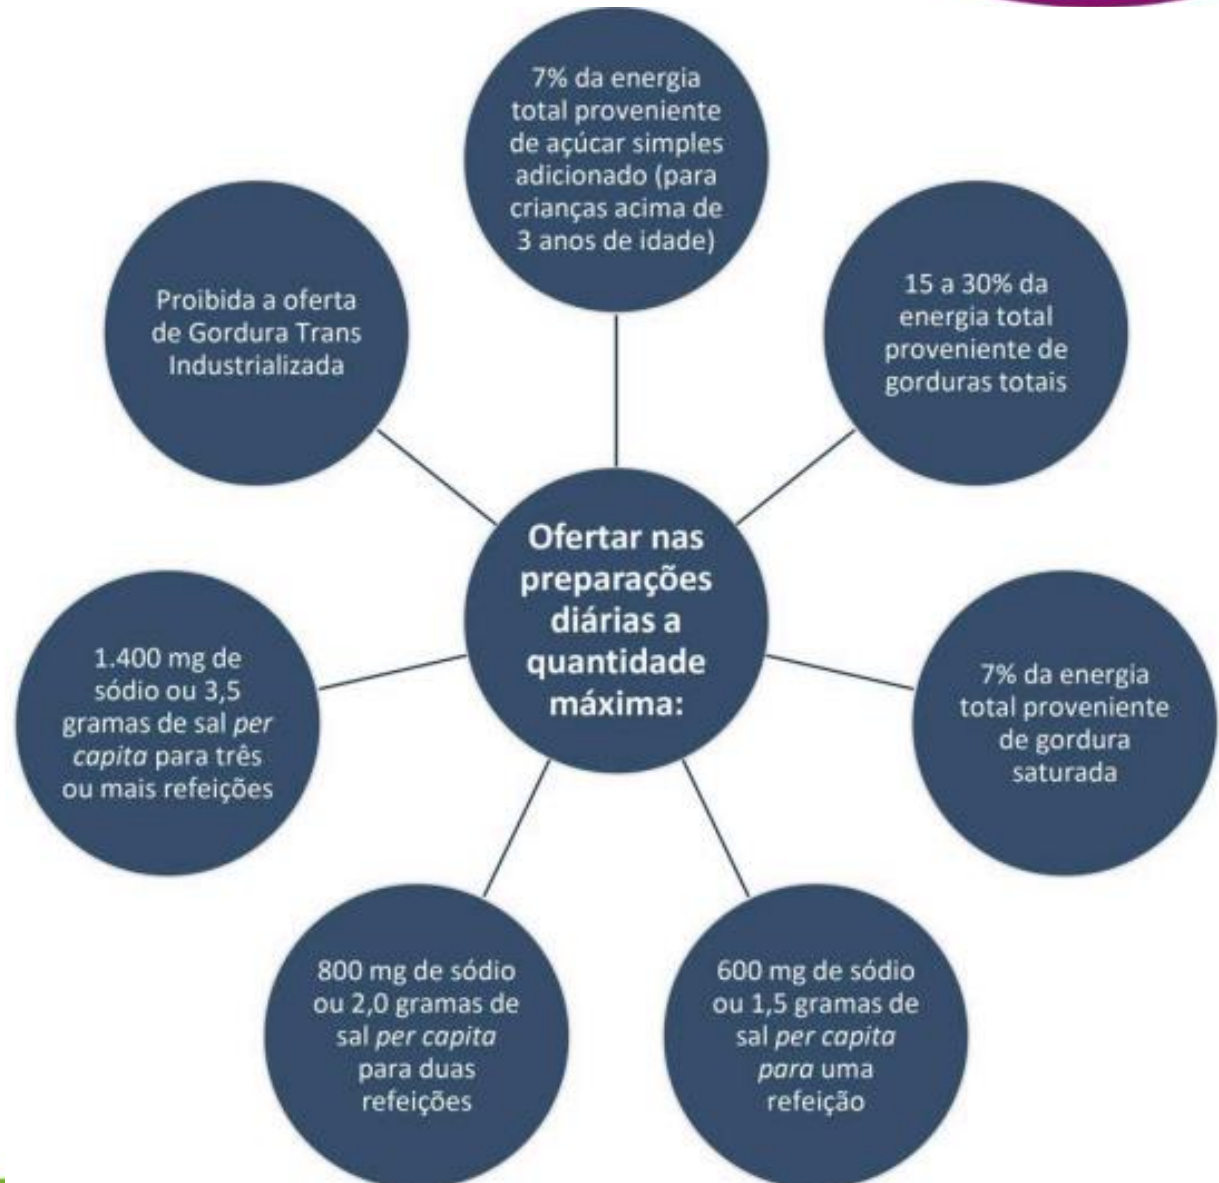 7% da energia
total proveniente
de açúcar simples
adicionado (para
crianças acima de
3 anos de idade)
15 a 30% da
energia total
proveniente de
gorduras totais
7% da energia
total proveniente
de gordura
saturada
600 mg de sódio
ou 1,5 gramas de
sal per capita
para uma
refeição
800 mg de sódio
ou 2,0 gramas de
sal per capita
para duas
refeições
1.400 mg de
sódio ou 3,5
gramas de sal per
capita para três
ou mais refeições
Proibida a oferta
de Gordura Trans
Industrializada
Ofertar nas
preparações
diárias a
quantidade
máxima: